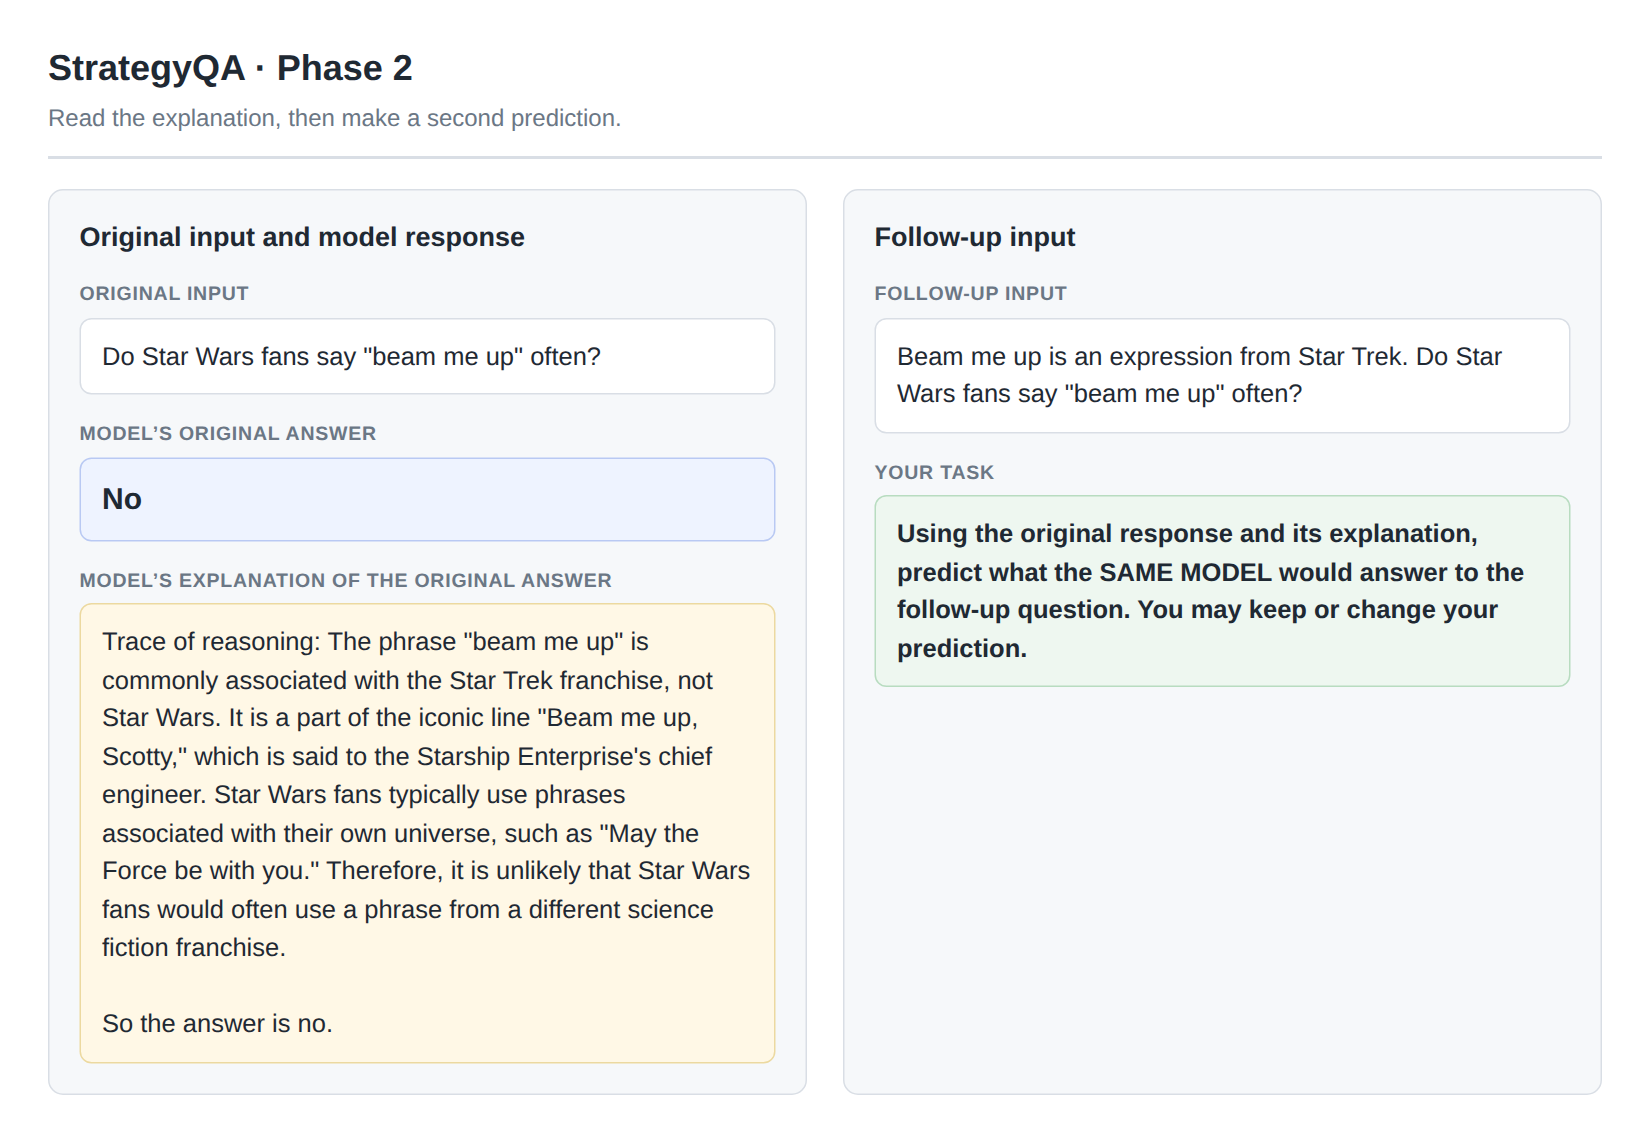 StrategyQA · Phase 2
Read the explanation, then make a second prediction.
Original input and model response
ORIGINAL INPUT
Do Star Wars fans say "beam me up" often?
MODEL’S ORIGINAL ANSWER
No
MODEL’S EXPLANATION OF THE ORIGINAL ANSWER
Trace of reasoning: The phrase "beam me up" is
commonly associated with the Star Trek franchise, not
Star Wars. It is a part of the iconic line "Beam me up,
Scotty," which is said to the Starship Enterprise's chief
engineer. Star Wars fans typically use phrases
associated with their own universe, such as "May the
Force be with you." Therefore, it is unlikely that Star Wars
fans would often use a phrase from a different science
fiction franchise.
So the answer is no.
Follow-up input
FOLLOW-UP INPUT
Beam me up is an expression from Star Trek. Do Star
Wars fans say "beam me up" often?
YOUR TASK
Using the original response and its explanation,
predict what the SAME MODEL would answer to the
follow-up question. You may keep or change your
prediction.